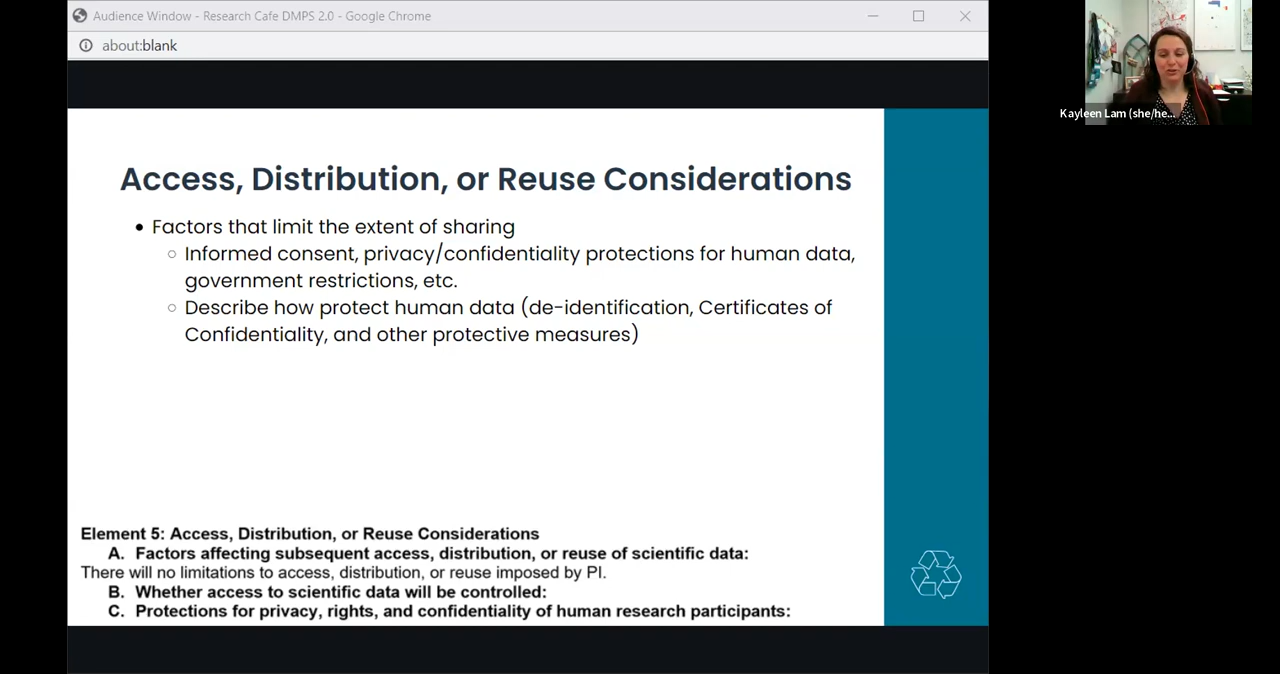 Audience Window - Research Cafe DMPS 2.0 - Google Chrome
about:blank
Kayleen Lam (she/he...
Access, Distribution, or Reuse Considerations
• Factors that limit the extent of sharing
○ Informed consent, privacy/confidentiality protections for human data,
government restrictions, etc.
○ Describe how protect human data (de-identification, Certificates of
Confidentiality, and other protective measures)
Element 5: Access, Distribution, or Reuse Considerations
A. Factors affecting subsequent access, distribution, or reuse of scientific data:
There will no limitations to access, distribution, or reuse imposed by PI.
B. Whether access to scientific data will be controlled:
C. Protections for privacy, rights, and confidentiality of human research participants: